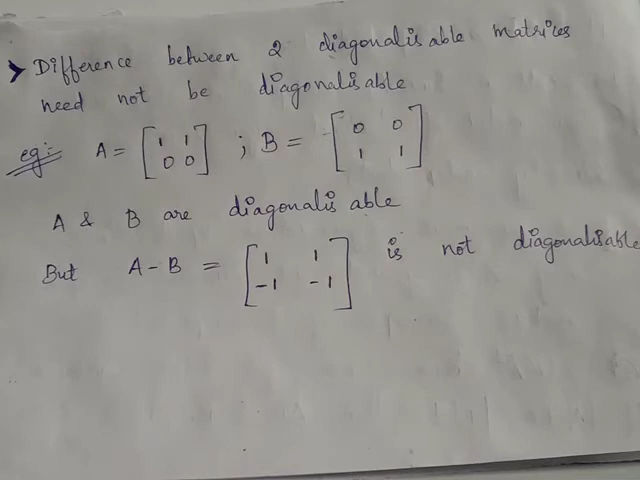 ➤ Difference between 2 diagonalisable matrices
need not be diagonalisable
eg:- A = [1 1; 0 0] ; B = [0 0; 1 1]
A & B are diagonalisable
But A-B = [1 1; -1 -1] is not diagonalisable